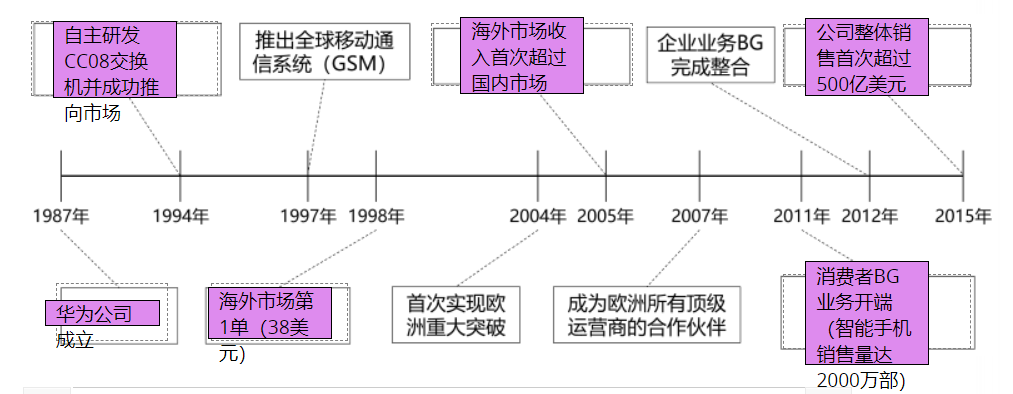 自主研发
CC08交换
机并成功推
向市场
推出全球移动通
信系统（GSM）
海外市场收
入首次超过
国内市场
企业业务BG
完成整合
公司整体销
售首次超过
500亿美元
1987年
1994年
1997年
1998年
2004年
2005年
2007年
2011年
2012年
2015年
华为公司
成立
海外市场第
1单（38美
元）
首次实现欧
洲重大突破
成为欧洲所有顶级
运营商的合作伙伴
消费者BG
业务开端
（智能手机
销售量达
2000万部）